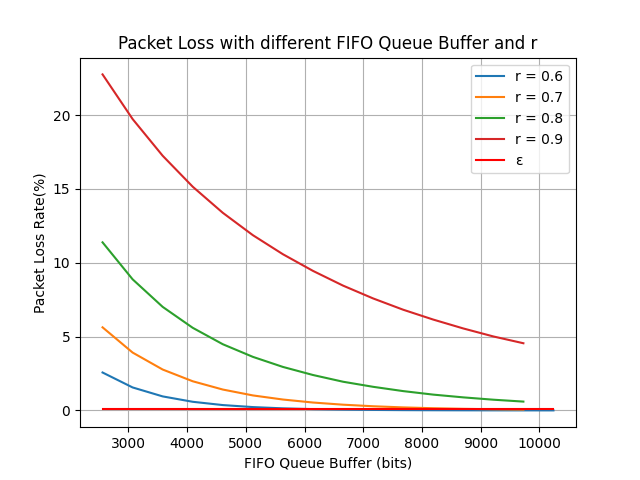 Packet Loss with different FIFO Queue Buffer and r
r = 0.6
r = 0.7
r = 0.8
r = 0.9
ε
Packet Loss Rate(%)
20
15
10
5
0
3000 4000 5000 6000 7000 8000 9000 10000
FIFO Queue Buffer (bits)